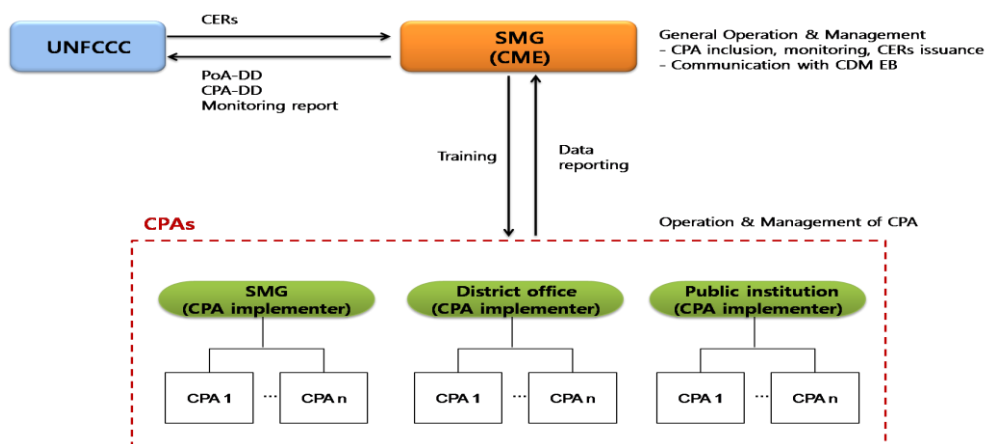 CERs
UNFCCC
SMG
(CME)
General Operation & Management
- CPA inclusion, monitoring, CERs issuance
- Communication with CDM EB
PoA-DD
CPA-DD
Monitoring report
Training
Data
reporting
CPAs
Operation & Management of CPA
SMG
(CPA implementer)
District office
(CPA implementer)
Public institution
(CPA implementer)
CPA 1
...
CPA n
CPA 1
...
CPA n
CPA 1
...
CPA n